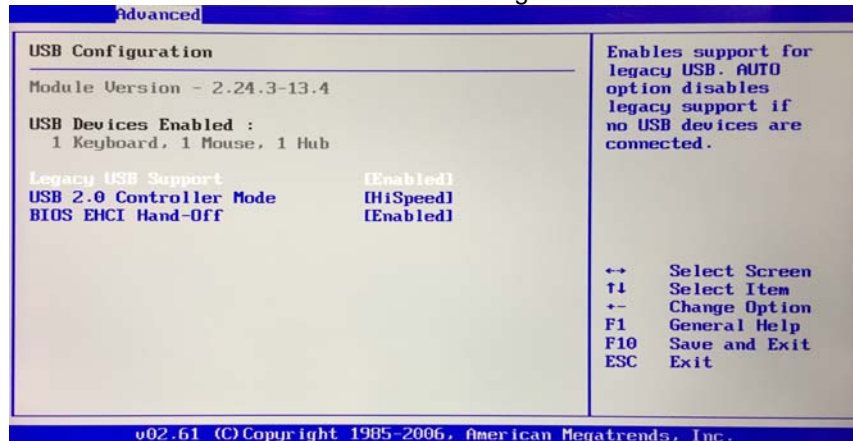 Advanced
USB Configuration
Module Version - 2.24.3-13.4
USB Devices Enabled :
1 Keyboard, 1 Mouse, 1 Hub
Legacy USB Support [Enabled]
USB 2.0 Controller Mode [HiSpeed]
BIOS EHCI Hand-Off [Enabled]
Enables support for
legacy USB. AUTO
option disables
legacy support if
no USB devices are
connected.
↔ Select Screen
↑↓ Select Item
+- Change Option
F1 General Help
F10 Save and Exit
ESC Exit
v02.61 (C)Copyright 1985-2006, American Megatrends, Inc.